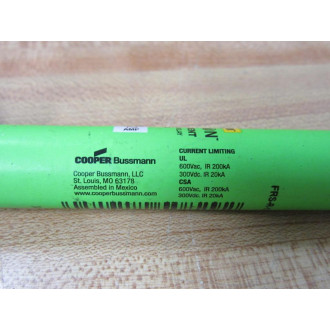 COOPER Bussmann
Cooper Bussmann, LLC
St. Louis, MO 63178
Assembled in Mexico
www.cooperbussmann.com
CURRENT LIMITING
UL
600Vac, IR 200kA
300Vdc, IR 20kA
CSA
600Vac, IR 200kA
300Vdc, IR 20kA
FRS-R